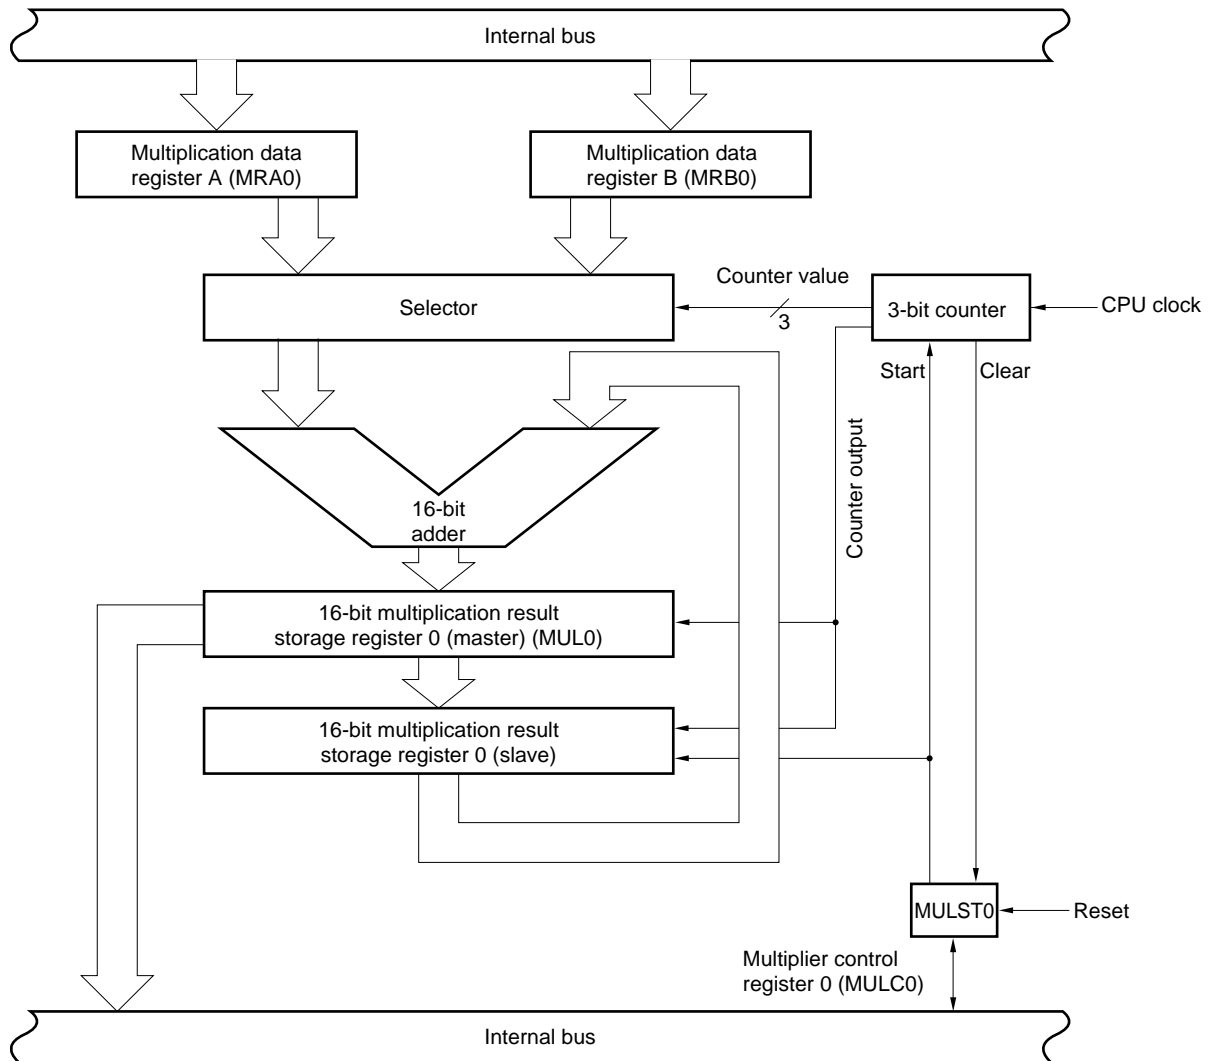 Internal bus
Multiplication data
register A (MRA0)
Multiplication data
register B (MRB0)
Selector
Counter value
3
3-bit counter
CPU clock
Start
Clear
Counter output
16-bit
adder
16-bit multiplication result
storage register 0 (master) (MUL0)
16-bit multiplication result
storage register 0 (slave)
MULST0
Reset
Multiplier control
register 0 (MULC0)
Internal bus